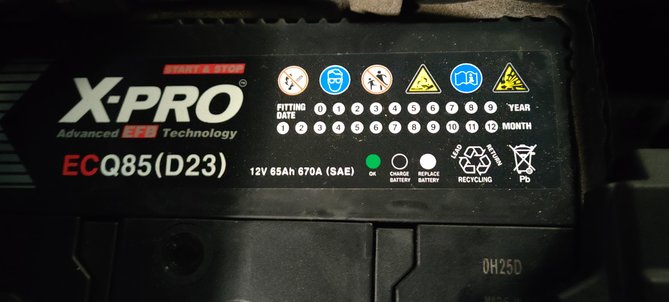 START & STOP
X-PRO™
Advanced EFB Technology
ECQ85(D23)
FITTING
DATE
0 1 2 3 4 5 6 7 8 9 YEAR
1 2 3 4 5 6 7 8 9 10 11 12 MONTH
12V 65Ah 670A (SAE)
OK
CHARGE
BATTERY
REPLACE
BATTERY
LEAD RETURN
RECYCLING
Pb
0H25D